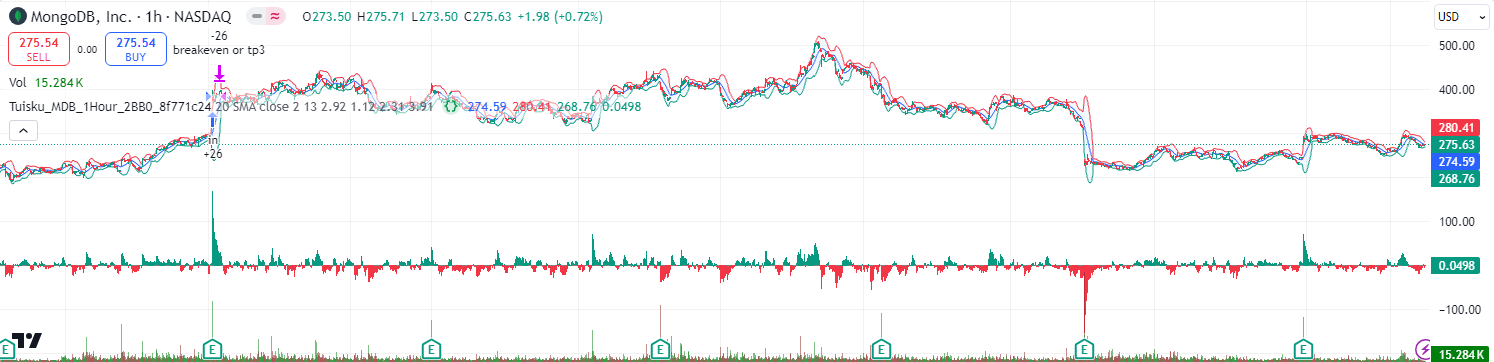 MongoDB, Inc. · 1h · NASDAQ O273.50 H275.71 L273.50 C275.63 +1.98 (+0.72%)
USD
275.54 SELL
0.00
275.54 BUY
-26
breakeven or tp3
Vol 15.284 K
Tuisku_MDB_1Hour_2BB0_8f771c24 20 SMA close 2 13 2.92 1.12 2.31 3.91 {} 274.59 280.41 268.76 0.0498
in
+26
500.00
400.00
280.41
275.63
274.59
268.76
100.00
0.0498
−100.00
15.284 K
E E E E E E E